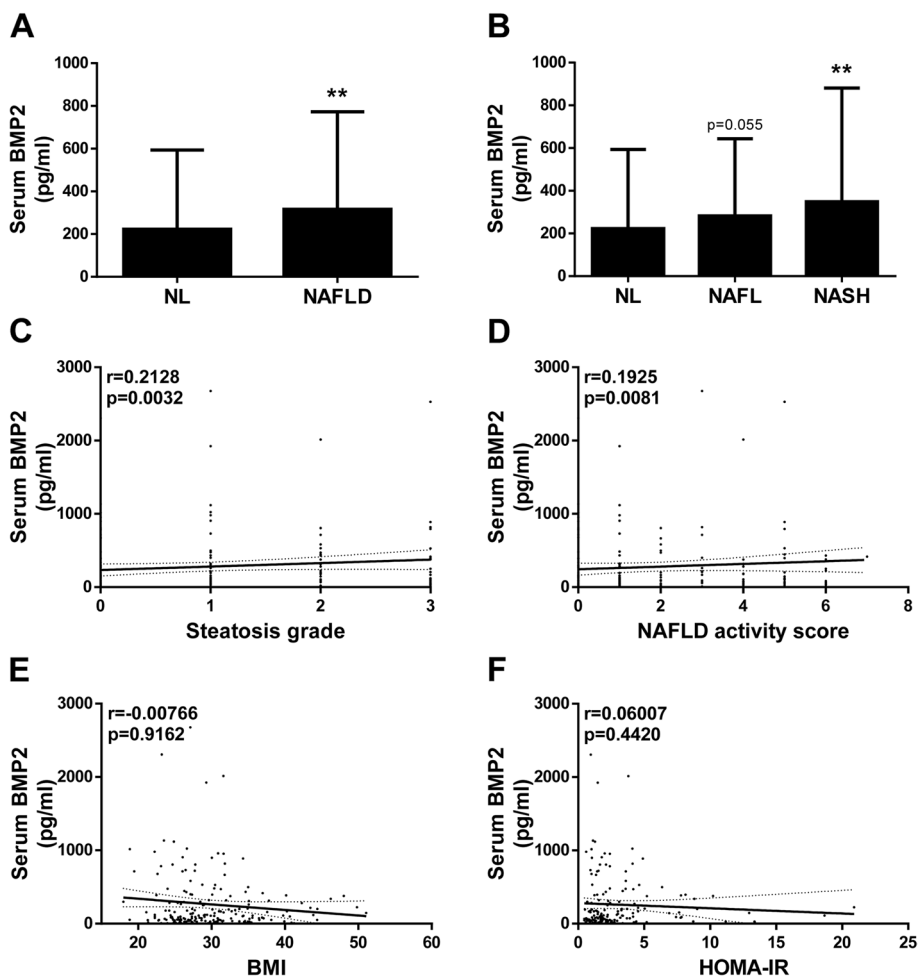 A
Serum BMP2
(pg/ml)
1000
800
600
400
200
0
**
NL
NAFLD
B
Serum BMP2
(pg/ml)
1000
800
600
400
200
0
p=0.055
**
NL
NAFL
NASH
C
Serum BMP2
(pg/ml)
3000
2000
1000
0
r=0.2128
p=0.0032
0
1
2
3
Steatosis grade
D
Serum BMP2
(pg/ml)
3000
2000
1000
0
r=0.1925
p=0.0081
0
2
4
6
8
NAFLD activity score
E
Serum BMP2
(pg/ml)
3000
2000
1000
0
r=-0.00766
p=0.9162
20
30
40
50
60
BMI
F
Serum BMP2
(pg/ml)
3000
2000
1000
0
r=0.06007
p=0.4420
0
5
10
15
20
25
HOMA-IR